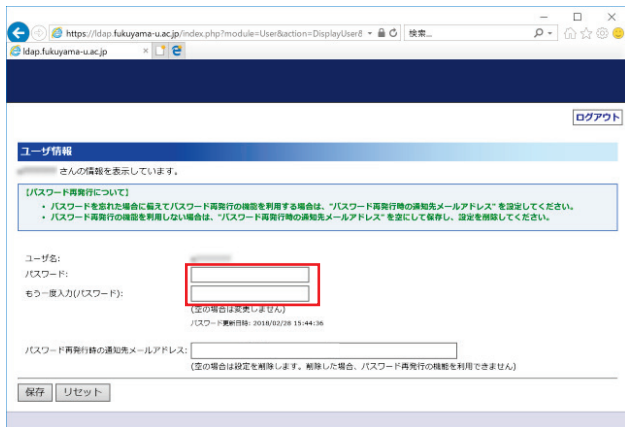 https://ldap.fukuyama-u.ac.jp/index.php?module=User&action=DisplayUser&
検索...
ldap.fukuyama-u.ac.jp
ログアウト
ユーザ情報
さんの情報を表示しています。
【パスワード再発行について】
・ パスワードを忘れた場合に備えてパスワード再発行の機能を利用する場合は、"パスワード再発行時の通知先メールアドレス" を設定してください。
・ パスワード再発行の機能を利用しない場合は、"パスワード再発行時の通知先メールアドレス" を空にして保存し、設定を削除してください。
ユーザ名:
パスワード:
もう一度入力(パスワード):
(空の場合は変更しません)
パスワード更新日時: 2018/02/28 15:44:36
パスワード再発行時の通知先メールアドレス:
(空の場合は設定を削除します。削除した場合、パスワード再発行の機能を利用できません)
保存 リセット